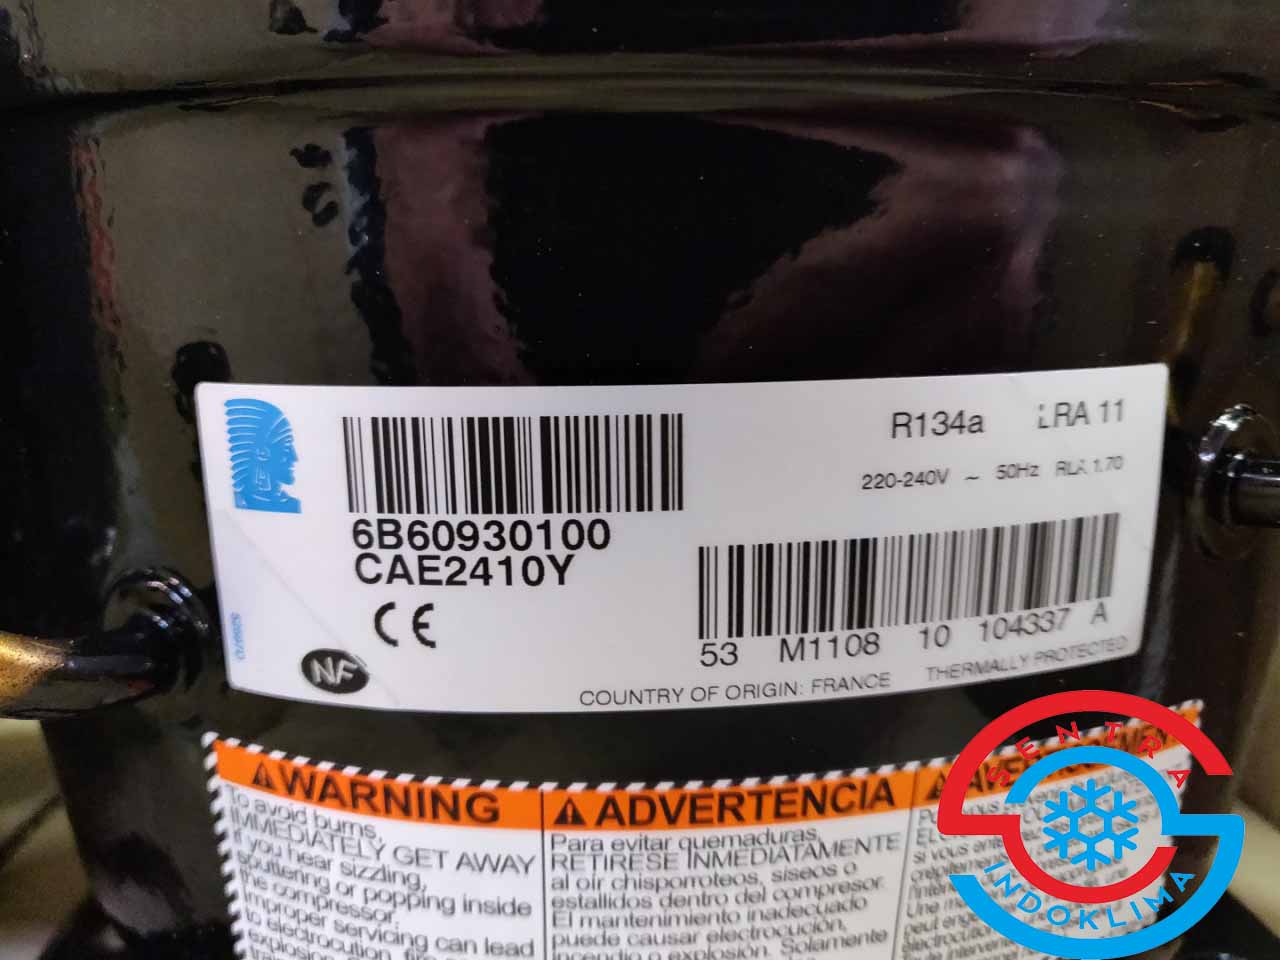 R134a LRA 11
220-240V ~ 50Hz RLA 1.70
6B60930100
CAE2410Y
CE
NF
53 M1108 10 104337 A
COUNTRY OF ORIGIN: FRANCE THERMALLY PROTECTED
WARNING
To avoid burns,
IMMEDIATELY GET AWAY
if you hear sizzling,
sputtering or popping inside
the compressor.
Improper servicing can lead
to electrocution, fire
explosion
ADVERTENCIA
Para evitar quemaduras,
RETIRESE INMEDIATAMENTE
al oír chisporroteos, siseos o
estallidos dentro del compresor.
El mantenimiento inadecuado
puede causar electrocución,
incendio o explosión. Solamente
si vous
SENTRA
INDOKLIMA